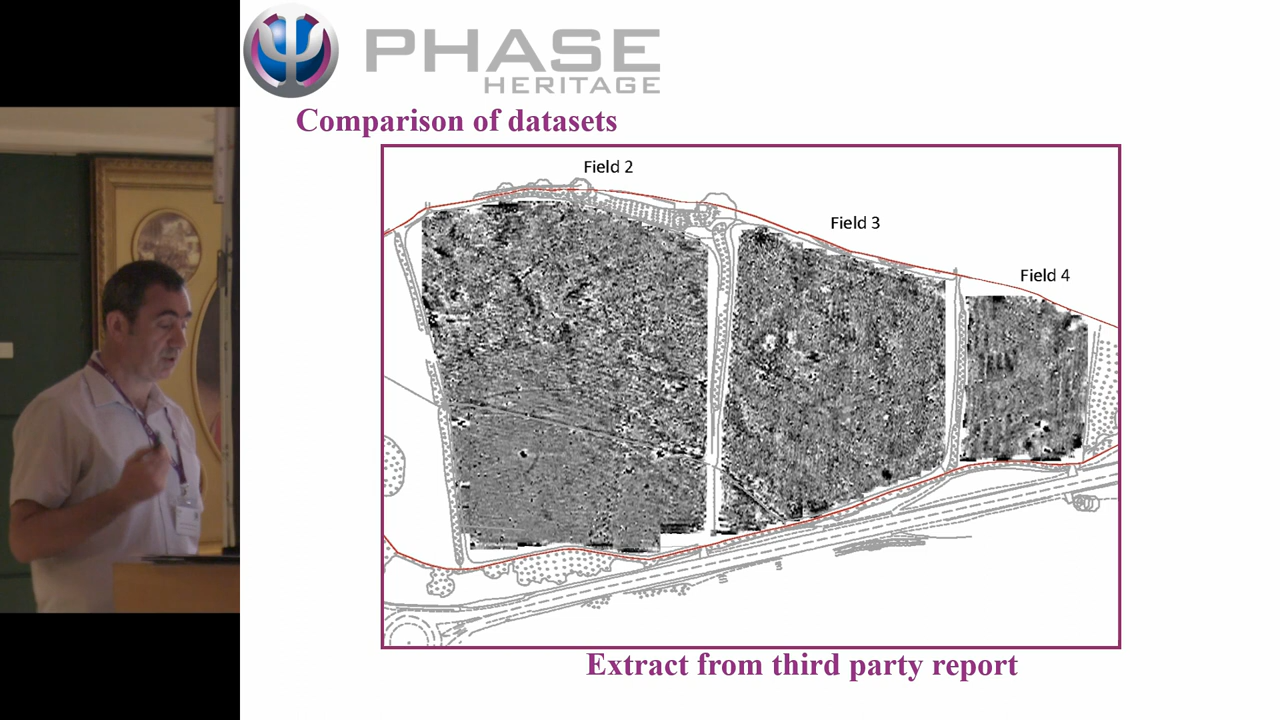 PHASE
HERITAGE
Comparison of datasets
Field 2
Field 3
Field 4
Extract from third party report